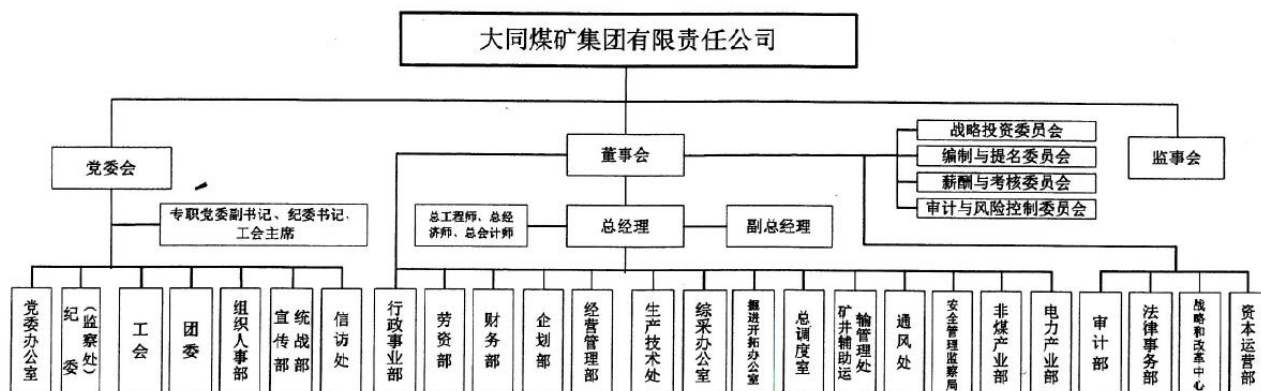 大同煤矿集团有限责任公司
党委会
董事会
监事会
战略投资委员会
编制与提名委员会
薪酬与考核委员会
审计与风险控制委员会
专职党委副书记、纪委书记、
工会主席
总工程师、总经
济师、总会计师
总经理
副总经理
党委办公室
纪委
（监察处）
工会
团委
组织人事部
宣传部
统战部
信访处
行政事业部
劳资部
财务部
企划部
经营管理部
生产技术处
综采办公室
掘进开拓办公室
总调度室
矿井辅助运
输管理处
通风处
安全管理监察局
非煤产业部
电力产业部
审计部
法律事务部
战略和改革中心
资本运营部